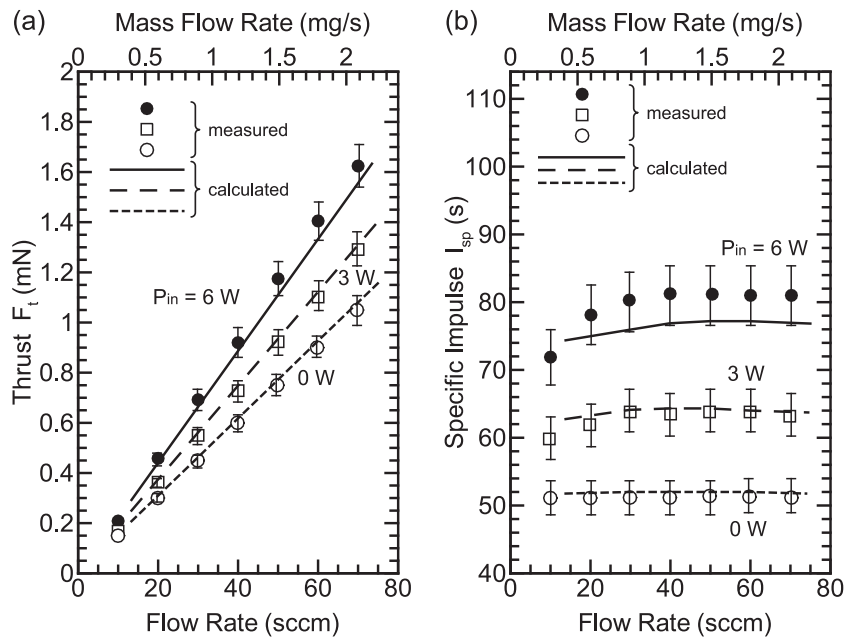 (a)
Mass Flow Rate (mg/s)
0 0.5 1 1.5 2
2
1.8
1.6
1.4
1.2
1
0.8
0.6
0.4
0.2
0
Thrust F_t (mN)
measured
calculated
P_in = 6 W
3 W
0 W
0 20 40 60 80
Flow Rate (sccm)
(b)
Mass Flow Rate (mg/s)
0 0.5 1 1.5 2
110
100
90
80
70
60
50
40
Specific Impulse I_sp (s)
measured
calculated
P_in = 6 W
3 W
0 W
0 20 40 60 80
Flow Rate (sccm)